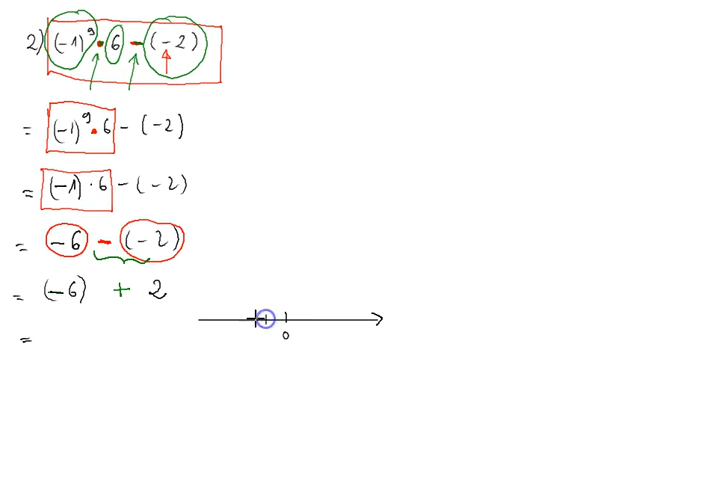 2) (-1)⁹ · 6 - (-2)
= (-1)⁹ · 6 - (-2)
= (-1) · 6 - (-2)
= -6 - (-2)
= (-6) + 2
0
=